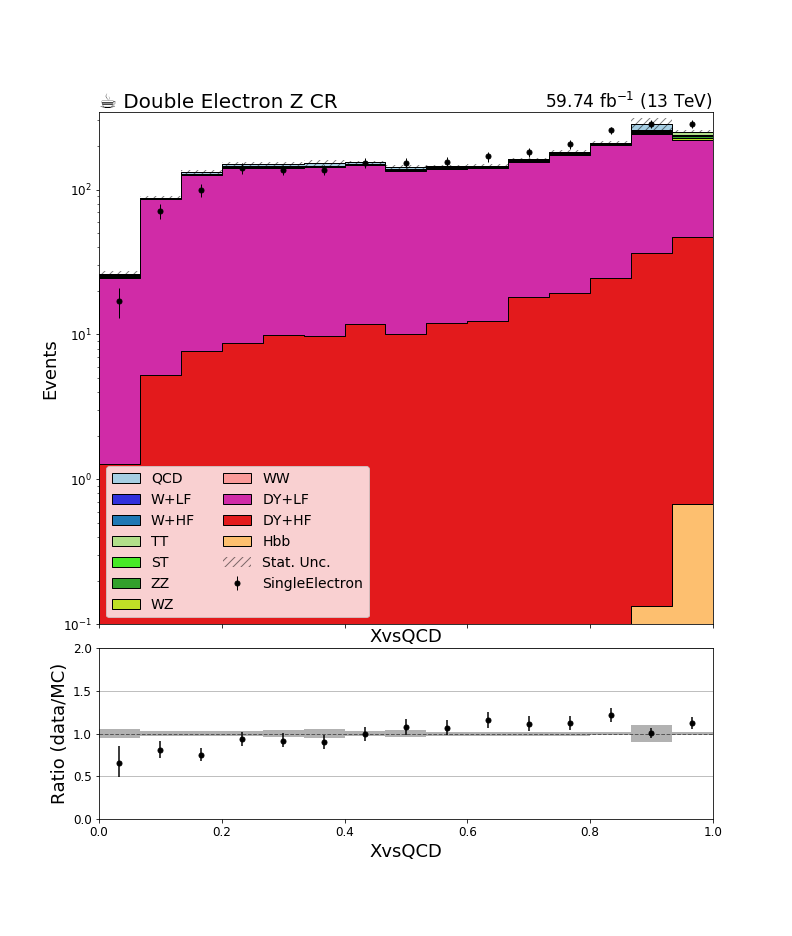 ☕ Double Electron Z CR
59.74 fb⁻¹ (13 TeV)
Events
10²
10¹
10⁰
10⁻¹
QCD
W+LF
W+HF
TT
ST
ZZ
WZ
WW
DY+LF
DY+HF
Hbb
Stat. Unc.
SingleElectron
XvsQCD
Ratio (data/MC)
2.0
1.5
1.0
0.5
0.0
0.0 0.2 0.4 0.6 0.8 1.0
XvsQCD